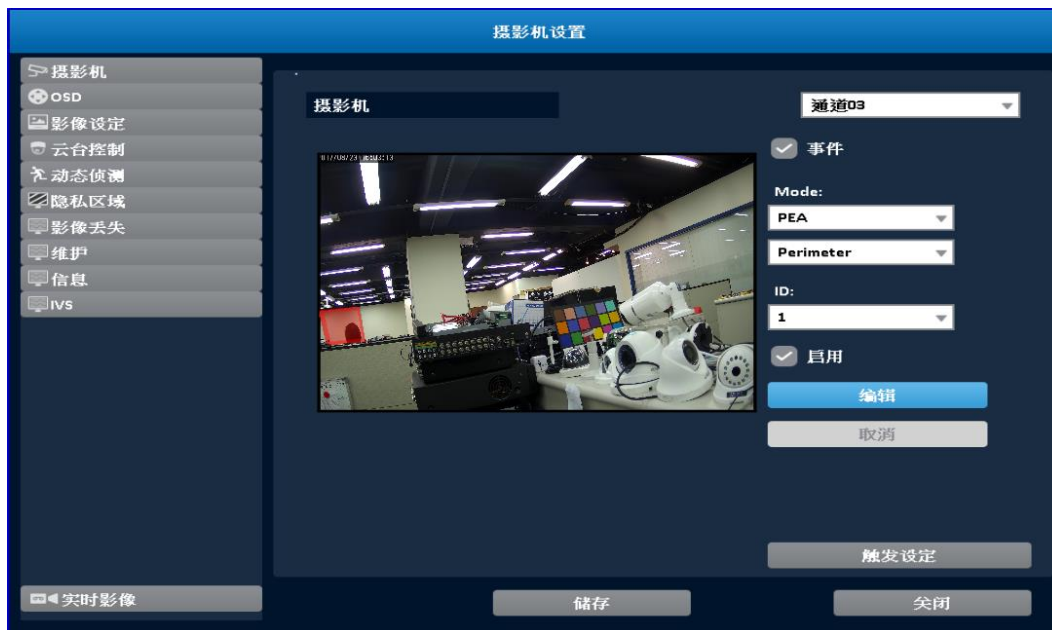 摄影机设置
摄影机
OSD
影像设定
云台控制
动态侦测
隐私区域
影像丢失
维护
信息
IVS
实时影像
摄影机
通道03
事件
Mode:
PEA
Perimeter
ID:
1
启用
编辑
取消
触发设定
储存
关闭